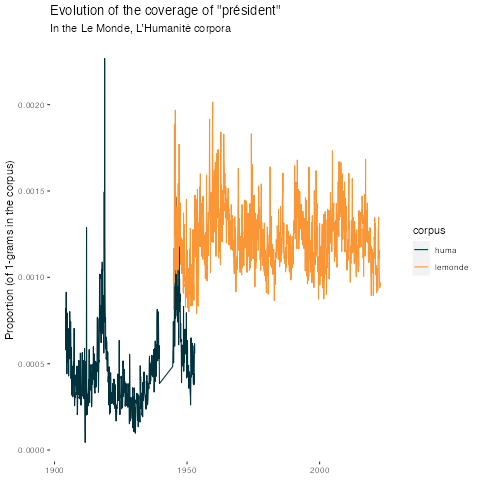 Evolution of the coverage of "président"
In the Le Monde, L'Humanité corpora
Proportion (of 1-grams in the corpus)
0.0020
0.0015
0.0010
0.0005
0.0000
1900
1950
2000
corpus
huma
lemonde